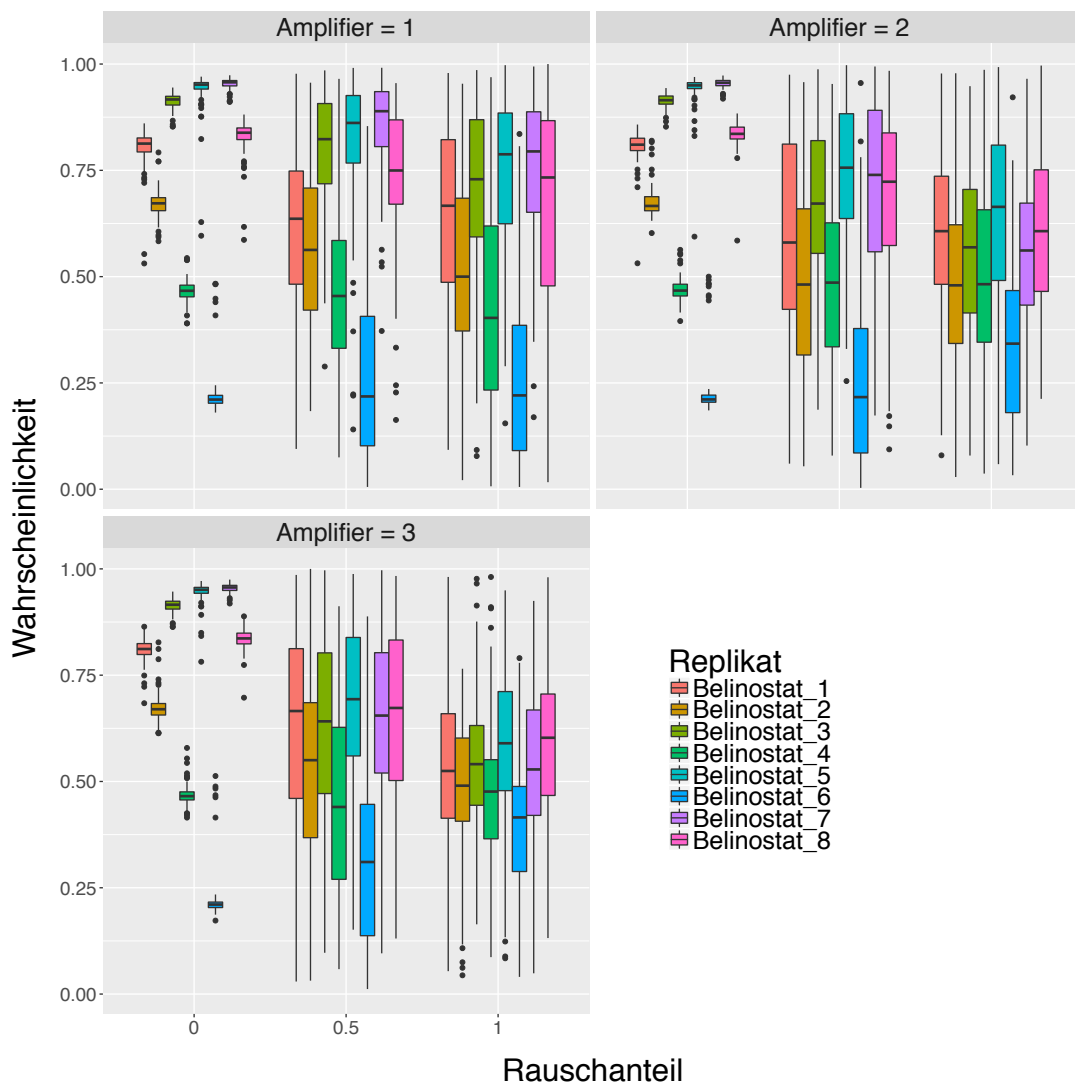 Amplifier = 1
Amplifier = 2
1.00
0.75
0.50
0.25
0.00
Amplifier = 3
1.00
0.75
0.50
0.25
0.00
0
0.5
1
Wahrscheinlichkeit
Rauschanteil
Replikat
Belinostat_1
Belinostat_2
Belinostat_3
Belinostat_4
Belinostat_5
Belinostat_6
Belinostat_7
Belinostat_8